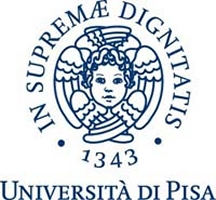 IN SUPREMÆ DIGNITATIS
· 1343 ·
UNIVERSITÀ DI PISA